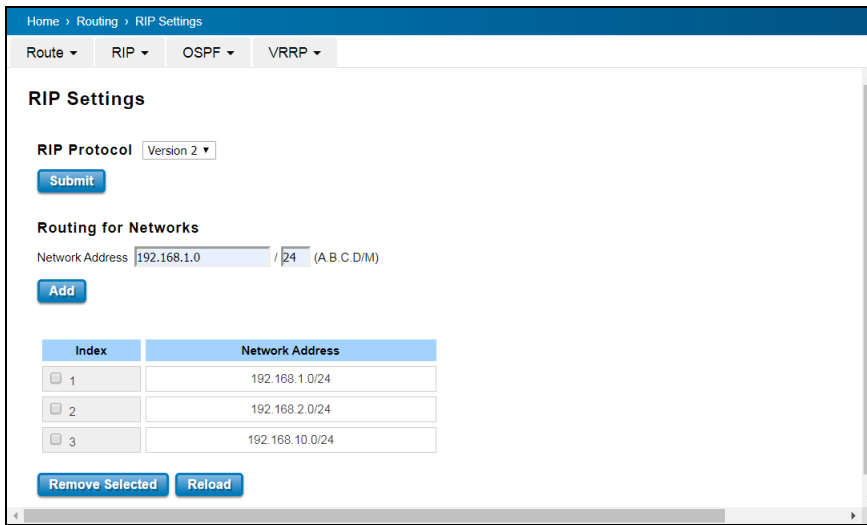 Home › Routing › RIP Settings
Route RIP OSPF VRRP
RIP Settings
RIP Protocol Version 2
Submit
Routing for Networks
Network Address 192.168.1.0 / 24 (A.B.C.D/M)
Add
Index Network Address
1 192.168.1.0/24
2 192.168.2.0/24
3 192.168.10.0/24
Remove Selected Reload